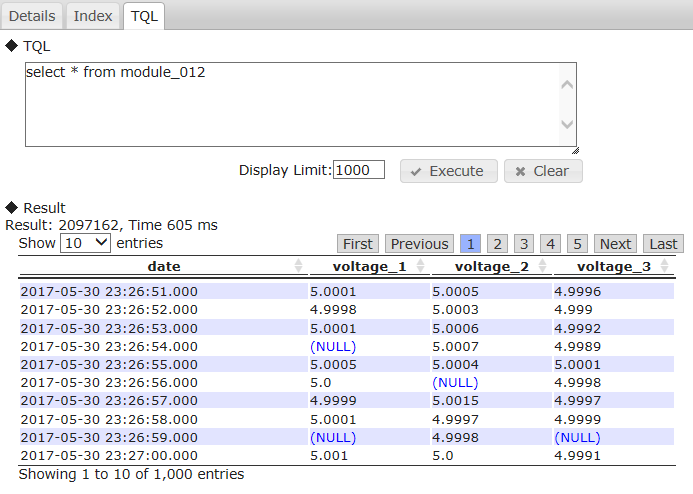 Details Index TQL
◆ TQL
select * from module_012
Display Limit: 1000 ✔ Execute ✖ Clear
◆ Result
Result: 2097162, Time 605 ms
Show 10 entries First Previous 1 2 3 4 5 Next Last
date voltage_1 voltage_2 voltage_3
2017-05-30 23:26:51.000 5.0001 5.0005 4.9996
2017-05-30 23:26:52.000 4.9998 5.0003 4.999
2017-05-30 23:26:53.000 5.0001 5.0006 4.9992
2017-05-30 23:26:54.000 (NULL) 5.0007 4.9989
2017-05-30 23:26:55.000 5.0005 5.0004 5.0001
2017-05-30 23:26:56.000 5.0 (NULL) 4.9998
2017-05-30 23:26:57.000 4.9999 5.0015 4.9997
2017-05-30 23:26:58.000 5.0001 4.9997 4.9999
2017-05-30 23:26:59.000 (NULL) 4.9998 (NULL)
2017-05-30 23:27:00.000 5.001 5.0 4.9991
Showing 1 to 10 of 1,000 entries